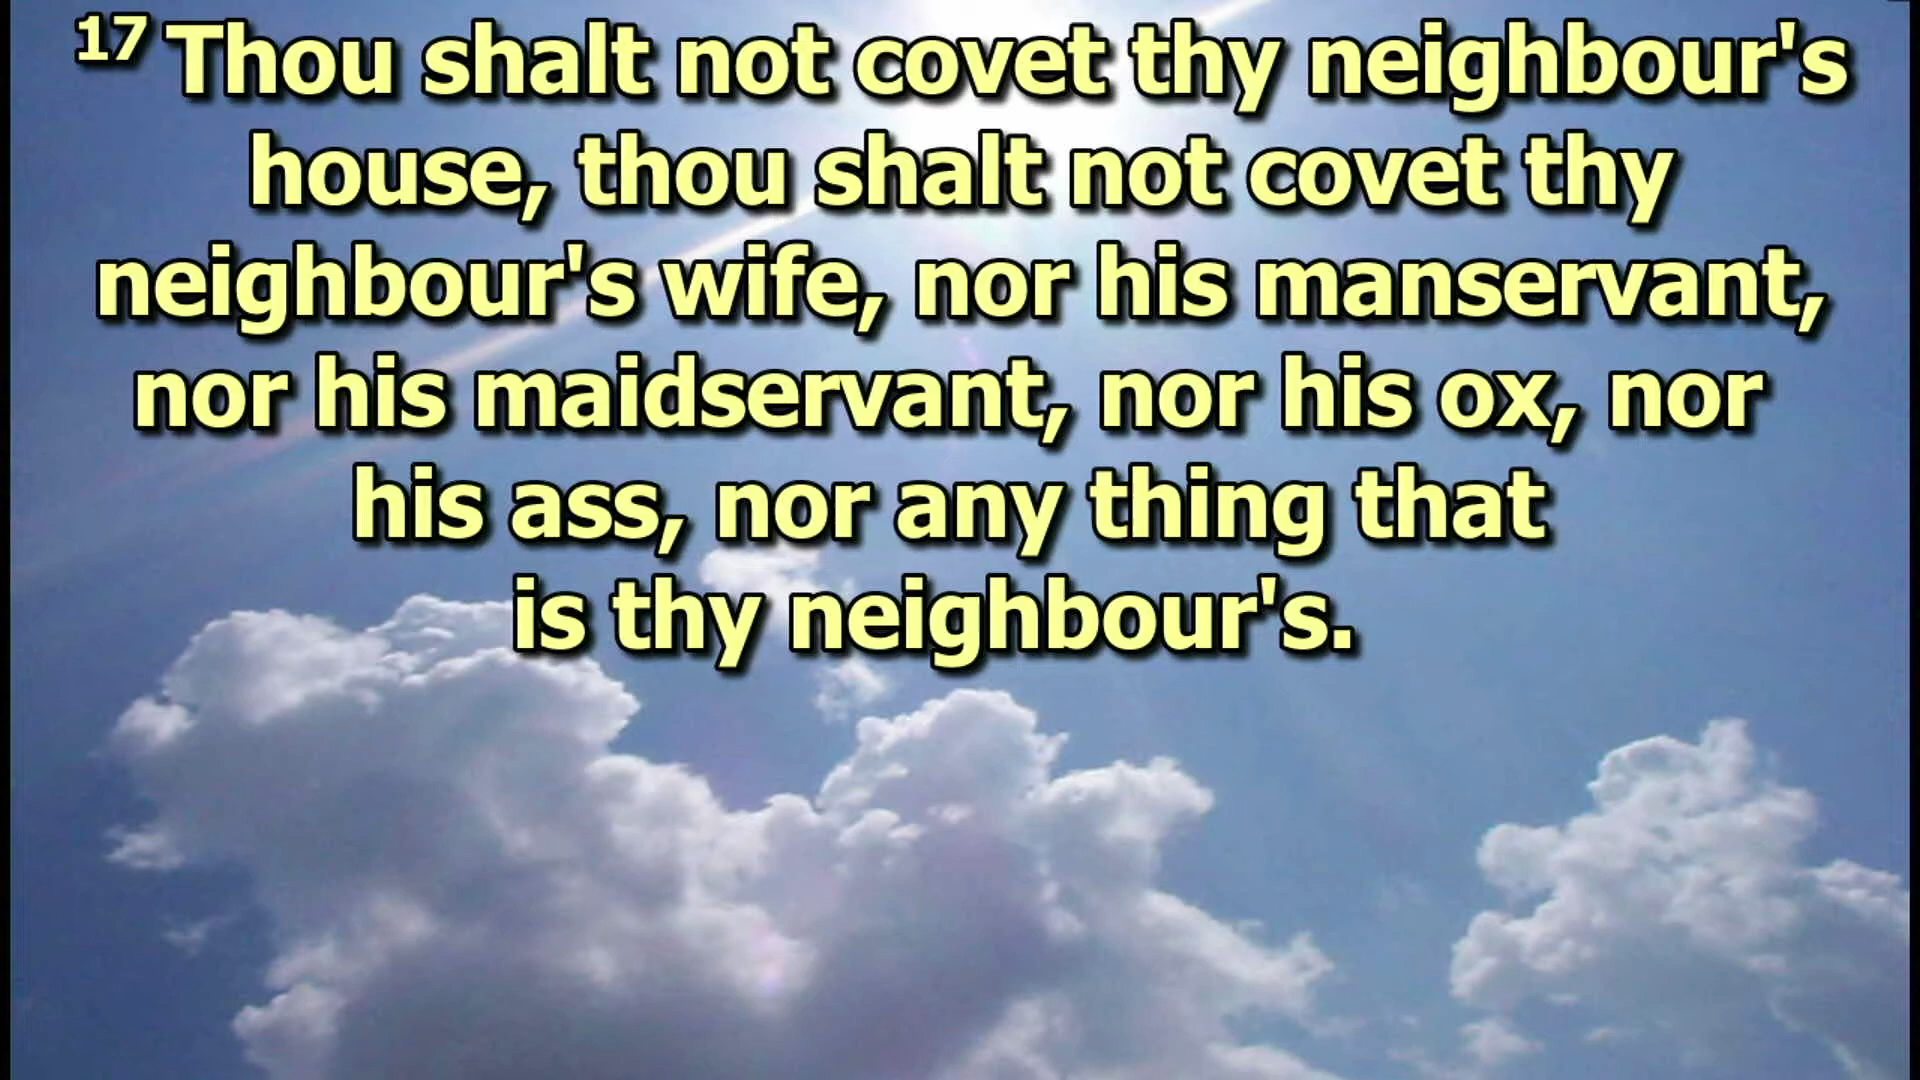 17 Thou shalt not covet thy neighbour's
house, thou shalt not covet thy
neighbour's wife, nor his manservant,
nor his maidservant, nor his ox, nor
his ass, nor any thing that
is thy neighbour's.